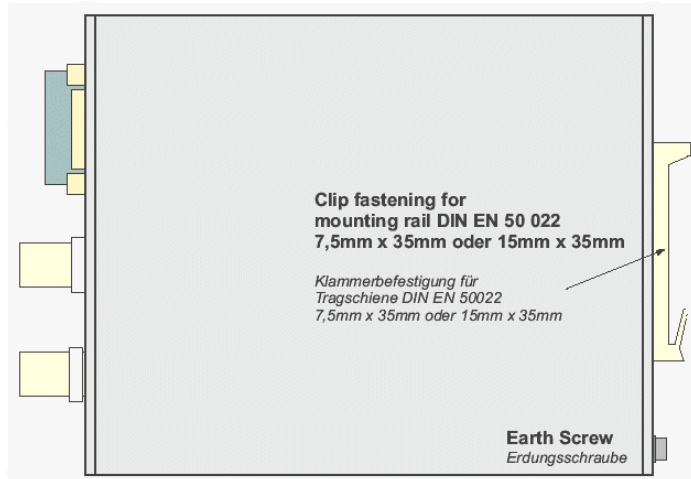 Clip fastening for
mounting rail DIN EN 50 022
7,5mm x 35mm oder 15mm x 35mm
Klammerbefestigung für
Tragschiene DIN EN 50022
7,5mm x 35mm oder 15mm x 35mm
Earth Screw
Erdungsschraube